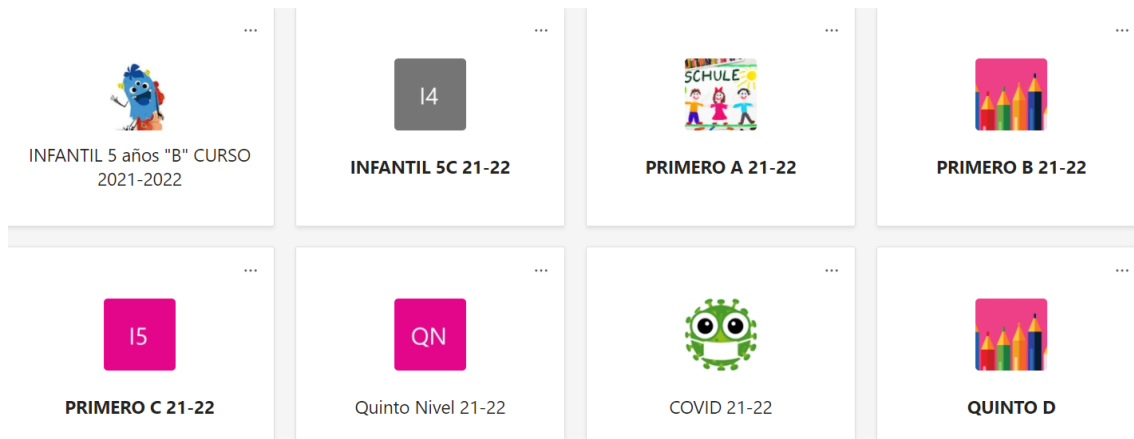 INFANTIL 5 años "B" CURSO
2021-2022
I4
INFANTIL 5C 21-22
SCHULE
PRIMERO A 21-22
PRIMERO B 21-22
I5
PRIMERO C 21-22
QN
Quinto Nivel 21-22
COVID 21-22
QUINTO D